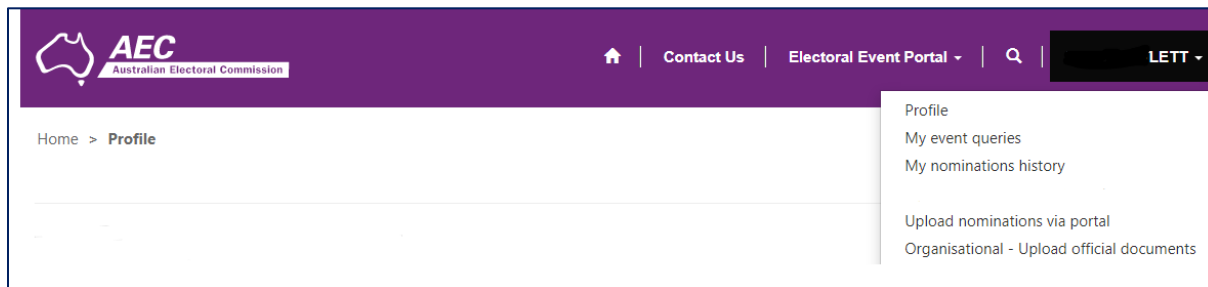 AEC
Australian Electoral Commission
Contact Us | Electoral Event Portal | LETT
Home > Profile
Profile
My event queries
My nominations history
Upload nominations via portal
Organisational - Upload official documents